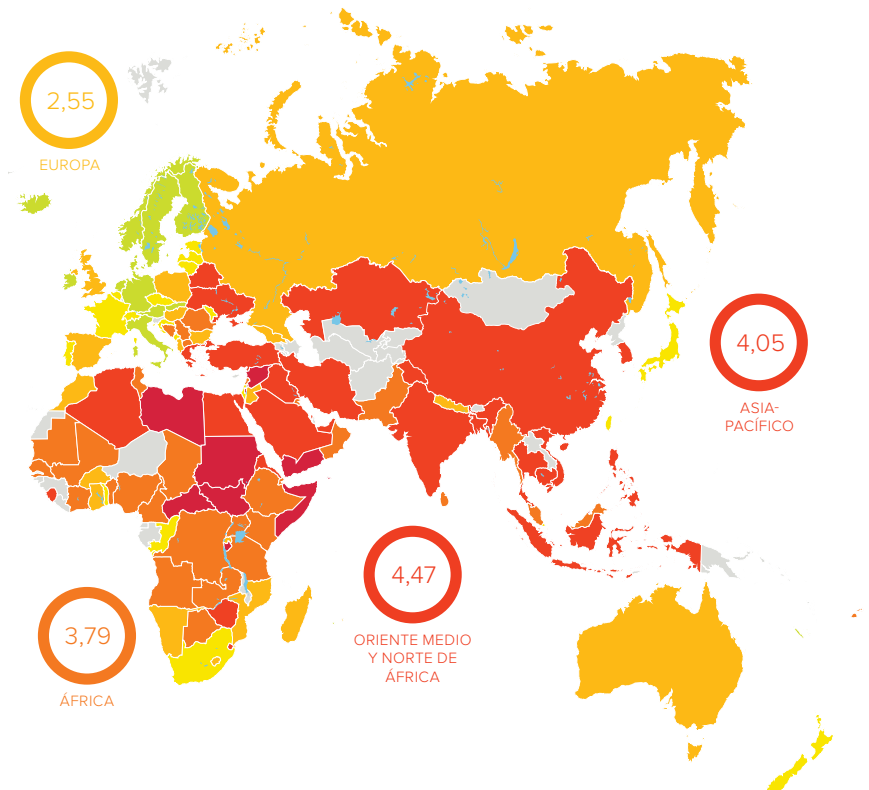 2,55
EUROPA
4,05
ASIA-
PACÍFICO
4,47
ORIENTE MEDIO
Y NORTE DE
ÁFRICA
3,79
ÁFRICA